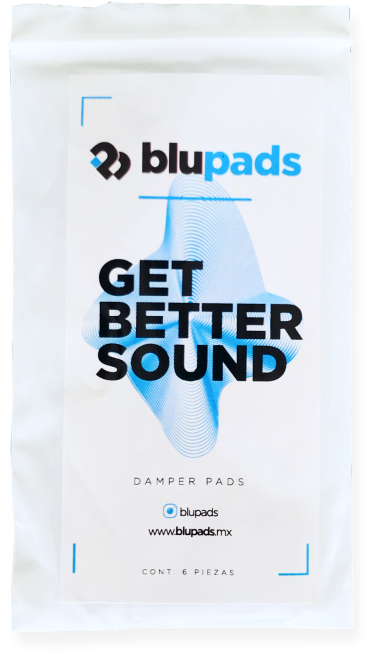 blupads
GET
BETTER
SOUND
DAMPER PADS
blupads
www.blupads.mx
CONT. 6 PIEZAS